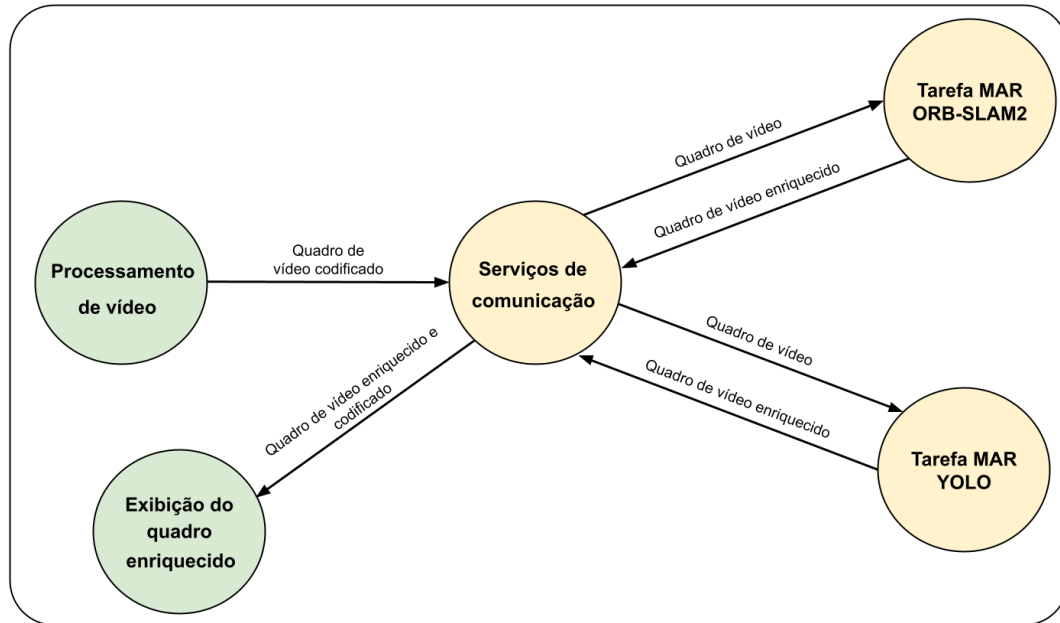 Tarefa MAR
ORB-SLAM2
Quadro de vídeo
Quadro de vídeo enriquecido
Processamento
de vídeo
Quadro de
vídeo codificado
Serviços de
comunicação
Quadro de vídeo
Quadro de vídeo enriquecido
Quadro de vídeo enriquecido e
codificado
Tarefa MAR
YOLO
Exibição do
quadro
enriquecido